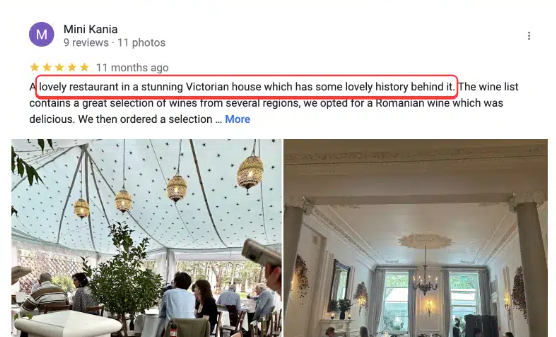 M
Mini Kania
9 reviews · 11 photos
★★★★★ 11 months ago
A lovely restaurant in a stunning Victorian house which has some lovely history behind it. The wine list
contains a great selection of wines from several regions, we opted for a Romanian wine which was
delicious. We then ordered a selection ... More